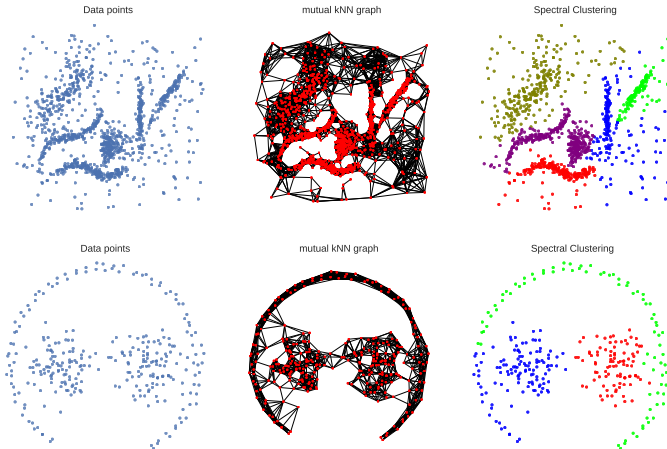 Data points
mutual kNN graph
Spectral Clustering
Data points
mutual kNN graph
Spectral Clustering